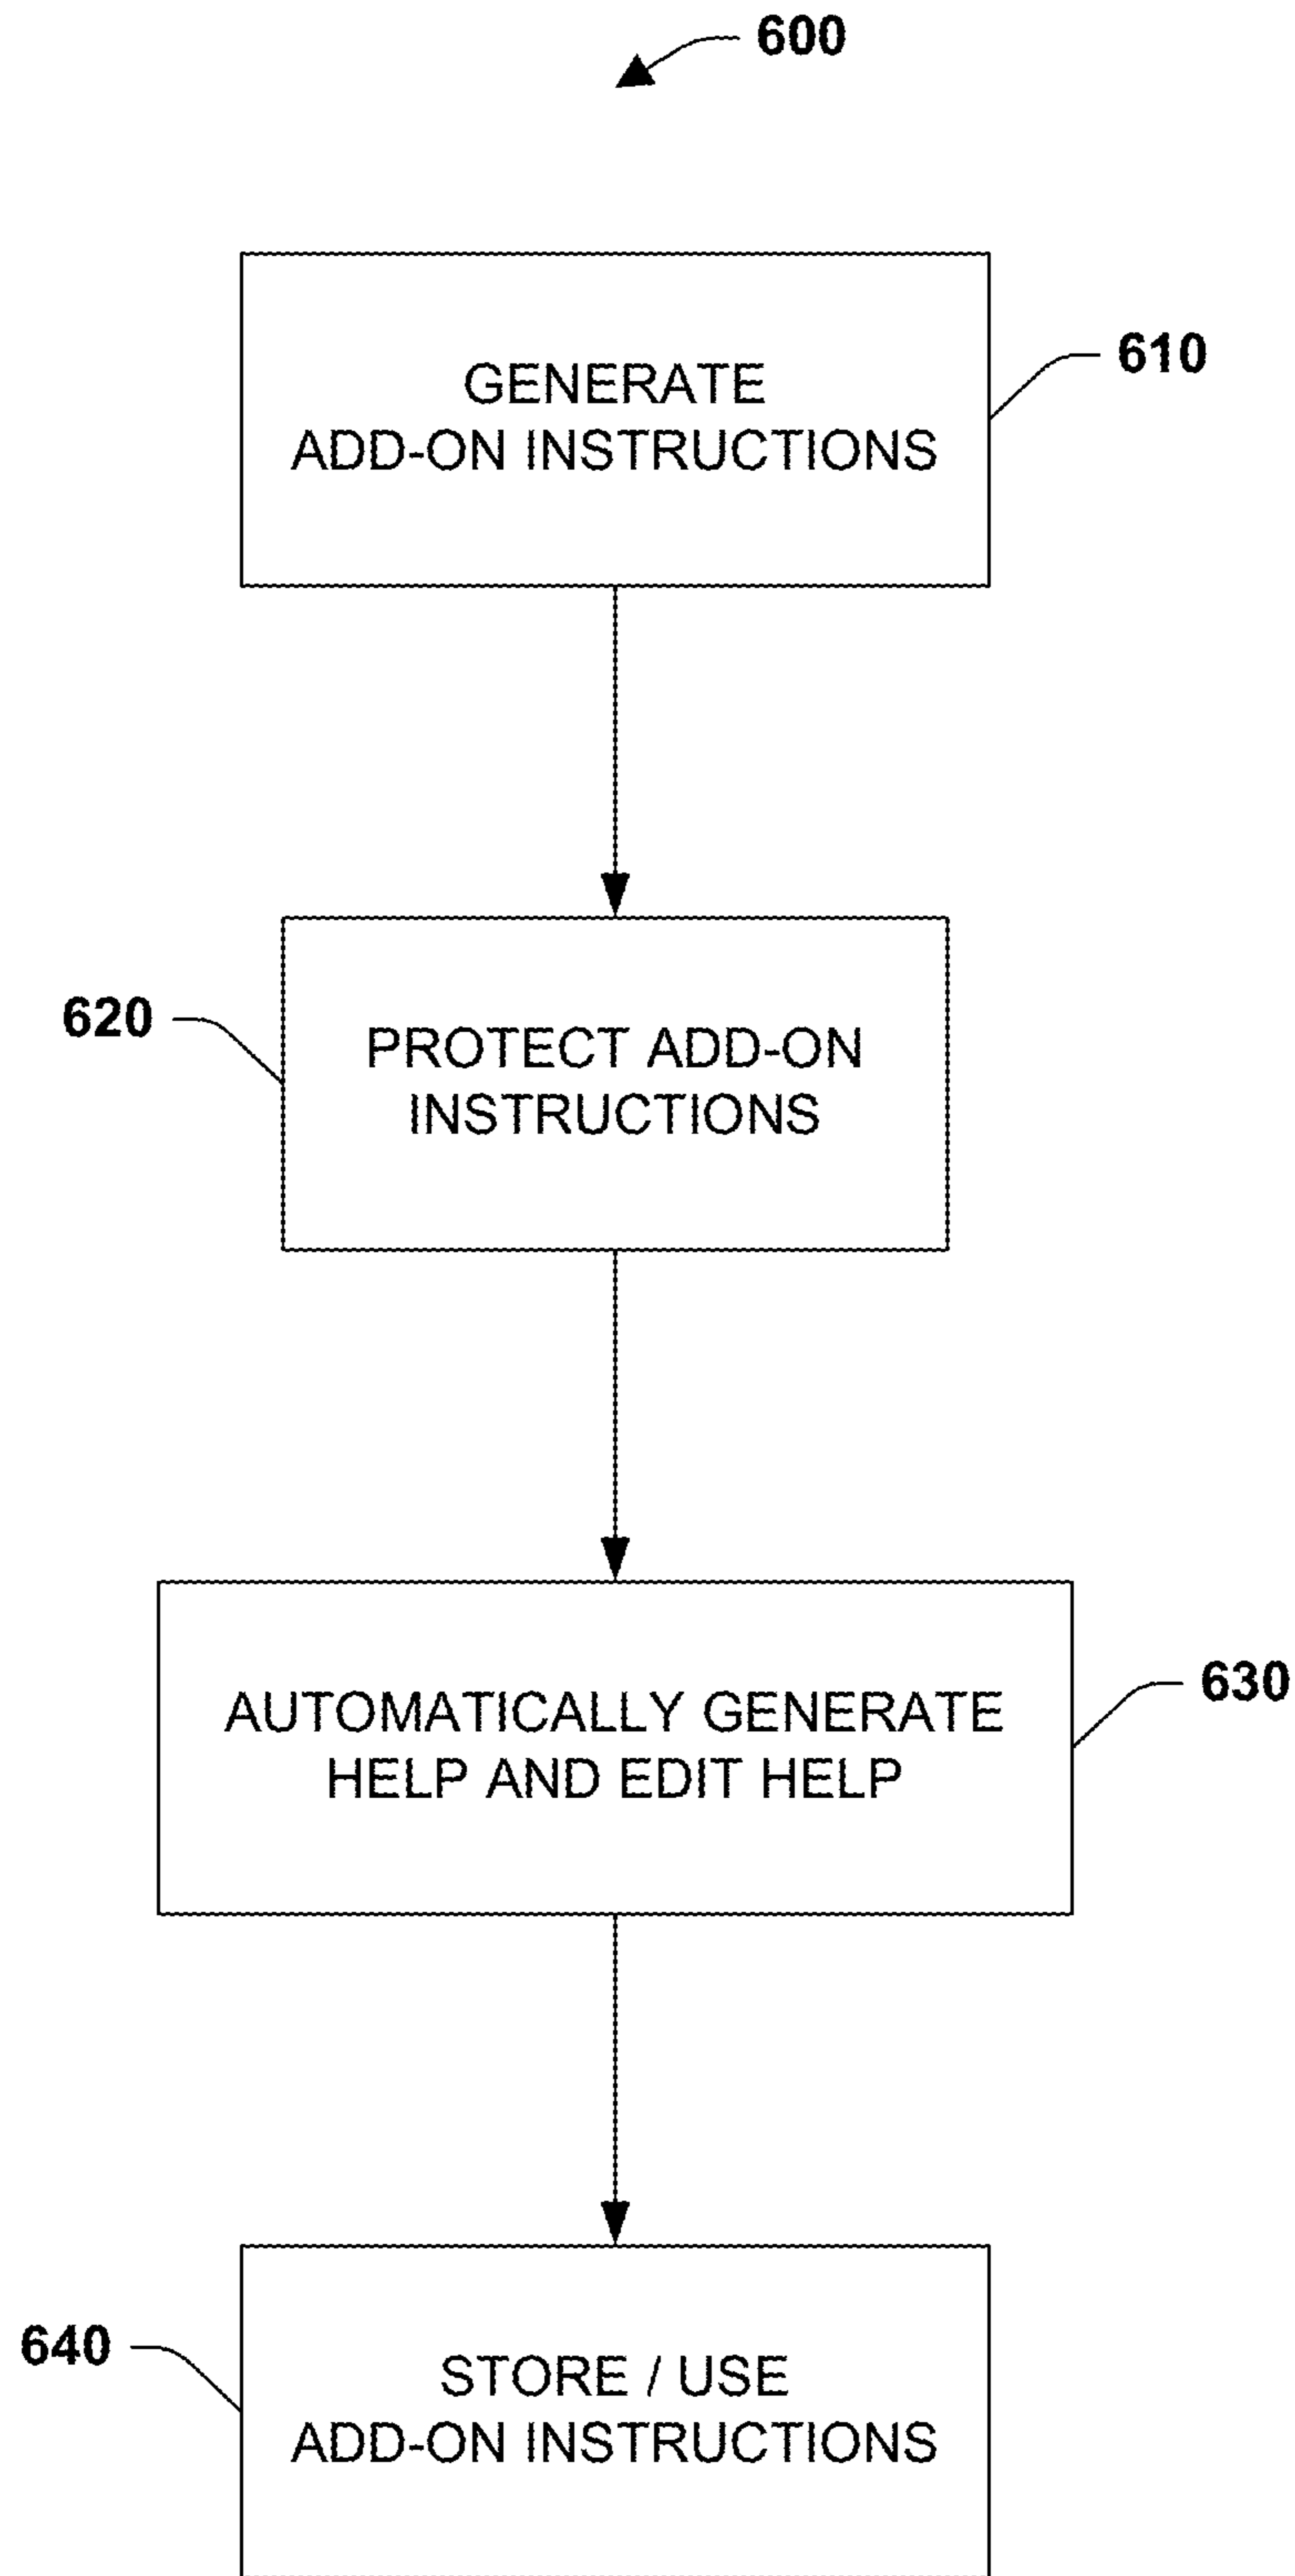 600
GENERATE
ADD-ON INSTRUCTIONS
610
620
PROTECT ADD-ON
INSTRUCTIONS
AUTOMATICALLY GENERATE
HELP AND EDIT HELP
630
640
STORE / USE
ADD-ON INSTRUCTIONS